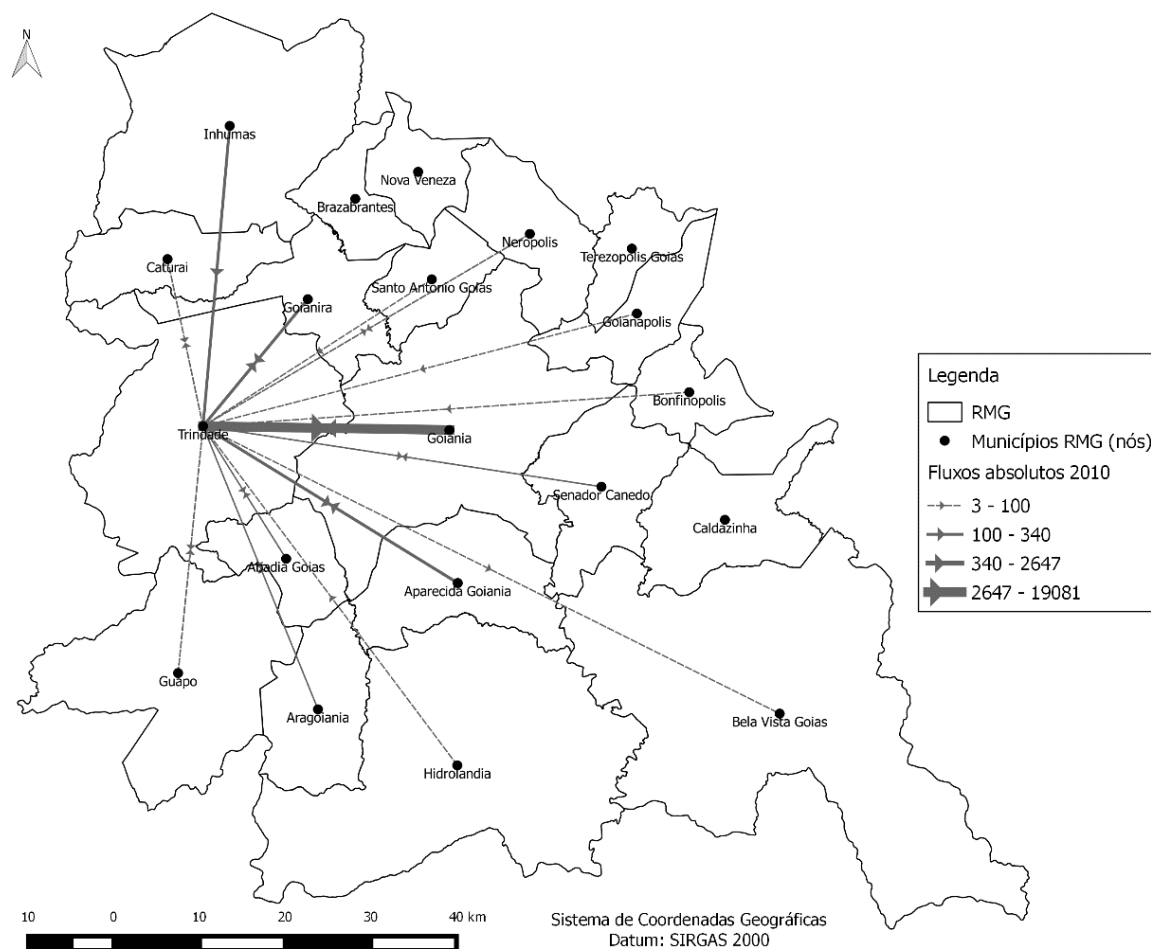 N
Inhumas
Nova Veneza
Brazabrantes
Neropolis
Terezopolis Goias
Caturai
Santo Antonio Goias
Goianira
Goianapolis
Bonfinopolis
Trindade
Goiania
Senador Canedo
Caldazinha
Abadia Goias
Aparecida Goiania
Guapo
Aragoiania
Bela Vista Goias
Hidrolandia
Legenda
RMG
Municípios RMG (nós)
Fluxos absolutos 2010
3 - 100
100 - 340
340 - 2647
2647 - 19081
10 0 10 20 30 40 km
Sistema de Coordenadas Geográficas
Datum: SIRGAS 2000